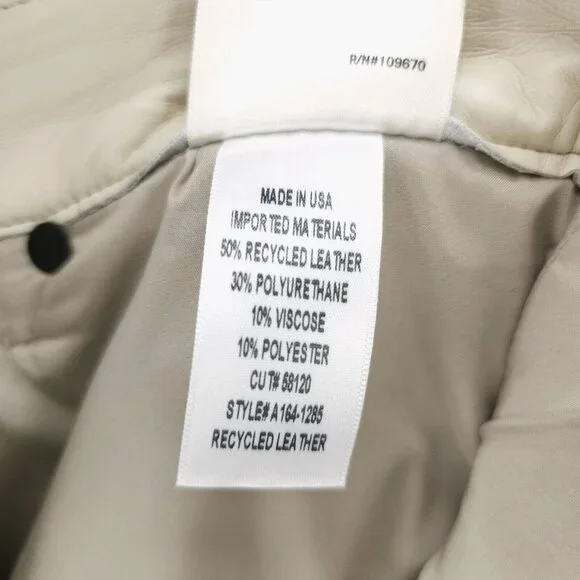 R/N#109670
MADE IN USA
IMPORTED MATERIALS
50% RECYCLED LEATHER
30% POLYURETHANE
10% VISCOSE
10% POLYESTER
CUT# 58120
STYLE# A164-1285
RECYCLED LEATHER